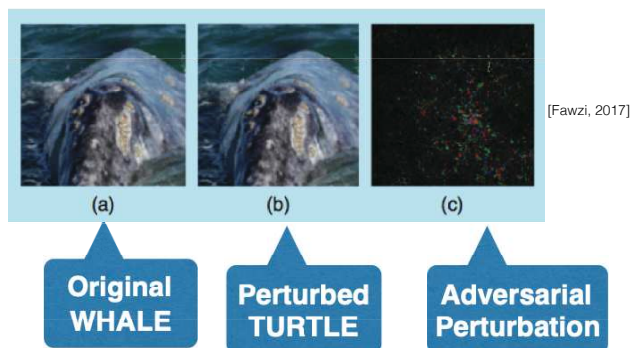 [Fawzi, 2017]
(a)
(b)
(c)
Original
WHALE
Perturbed
TURTLE
Adversarial
Perturbation